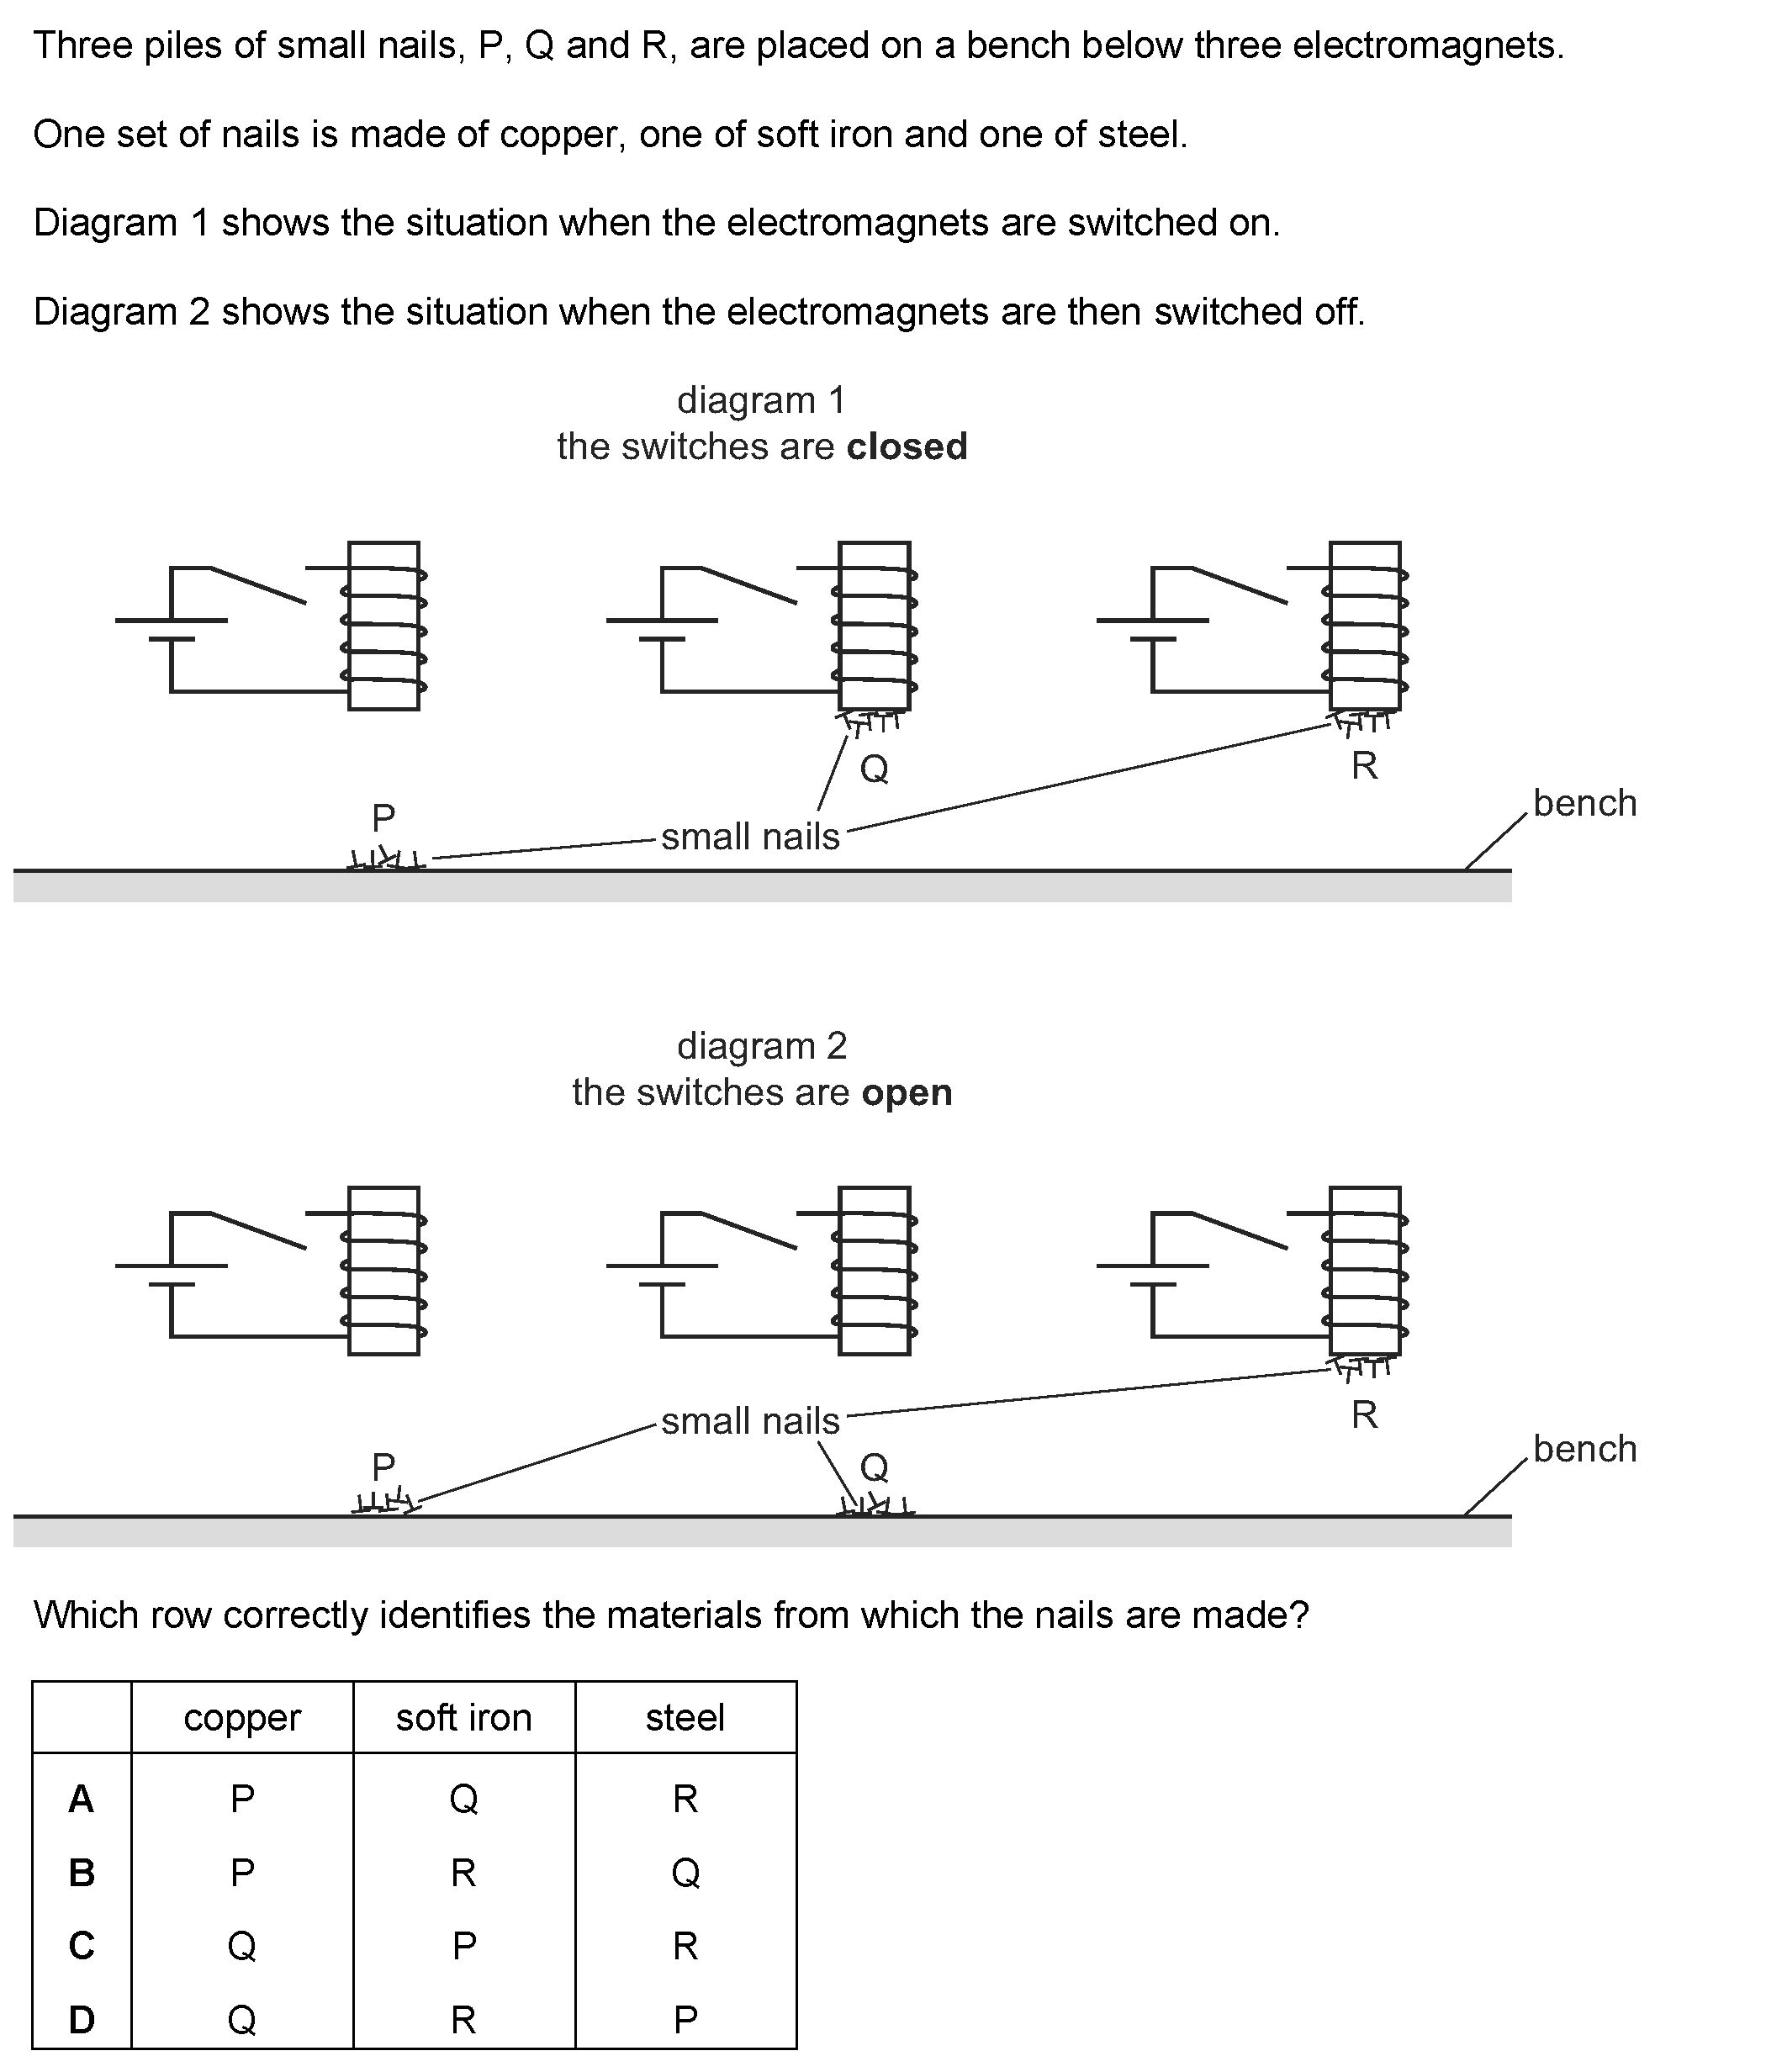 Three piles of small nails, P, Q and R, are placed on a bench below three electromagnets.
One set of nails is made of copper, one of soft iron and one of steel.
Diagram 1 shows the situation when the electromagnets are switched on.
Diagram 2 shows the situation when the electromagnets are then switched off.
diagram 1
the switches are closed
Q
R
bench
P
small nails
diagram 2
the switches are open
small nails
R
bench
P
Q
Which row correctly identifies the materials from which the nails are made?
copper soft iron steel
A P Q R
B P R Q
C Q P R
D Q R P